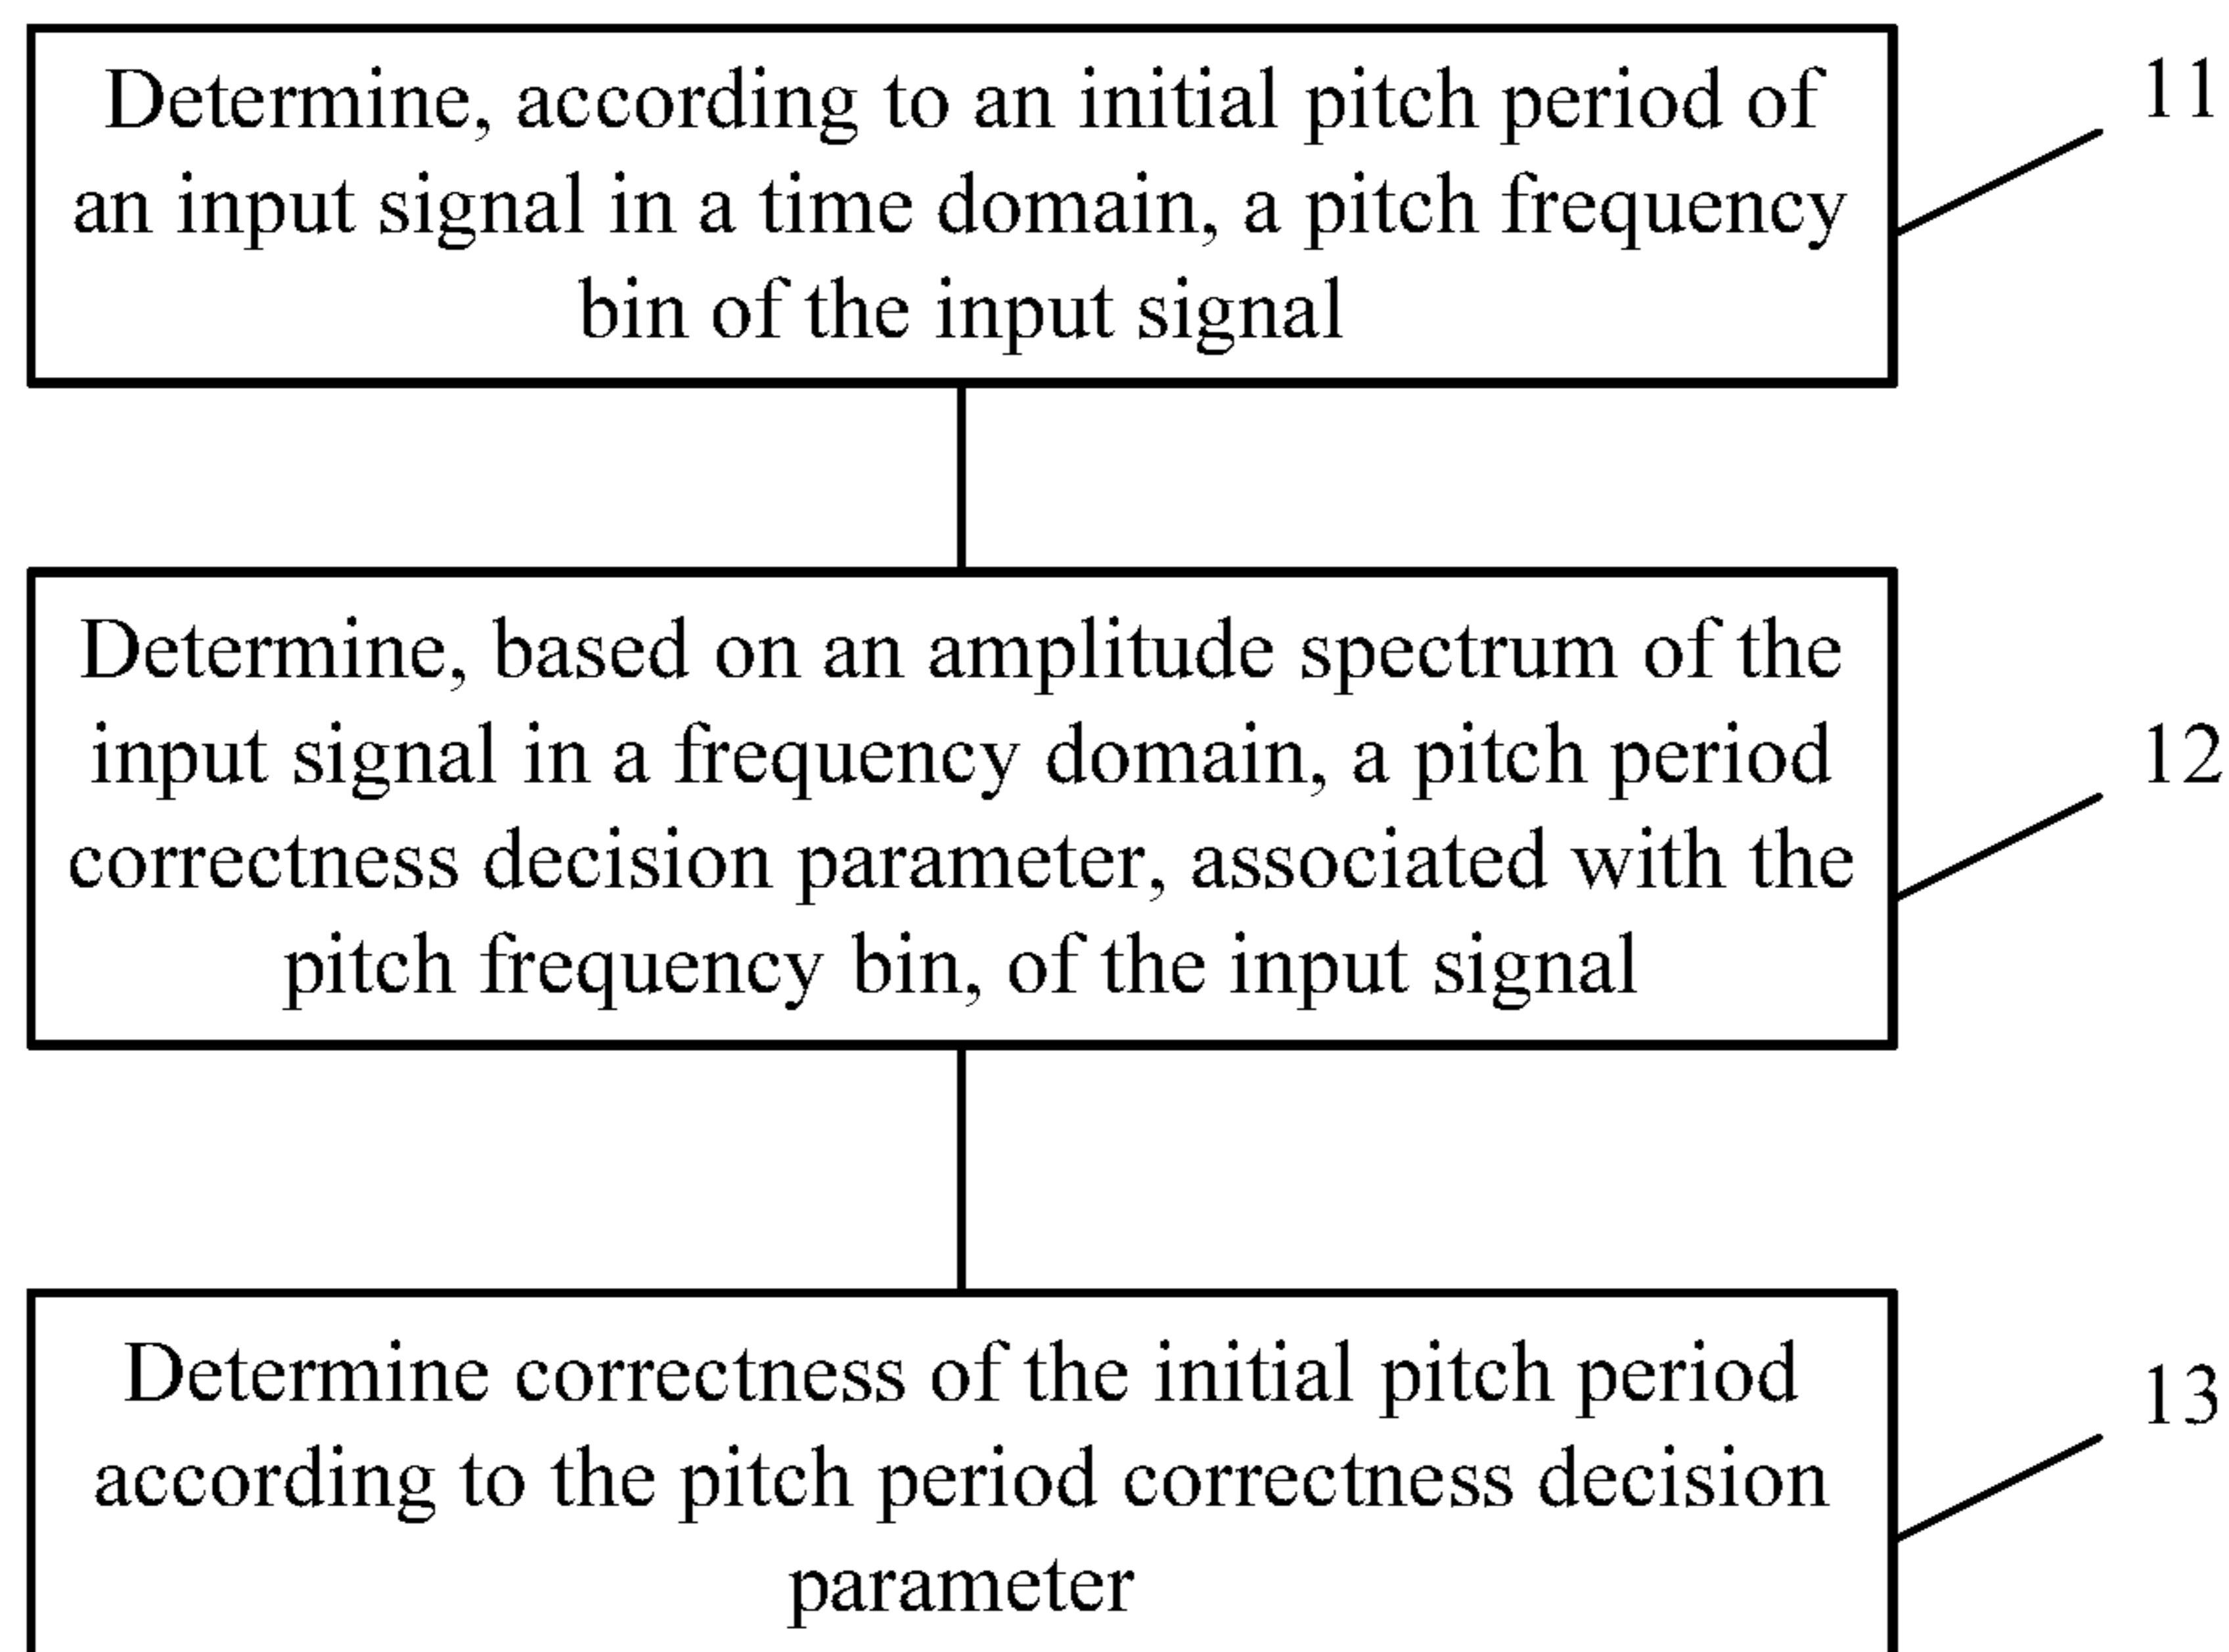 Determine, according to an initial pitch period of
an input signal in a time domain, a pitch frequency
bin of the input signal
11
Determine, based on an amplitude spectrum of the
input signal in a frequency domain, a pitch period
correctness decision parameter, associated with the
pitch frequency bin, of the input signal
12
Determine correctness of the initial pitch period
according to the pitch period correctness decision
parameter
13